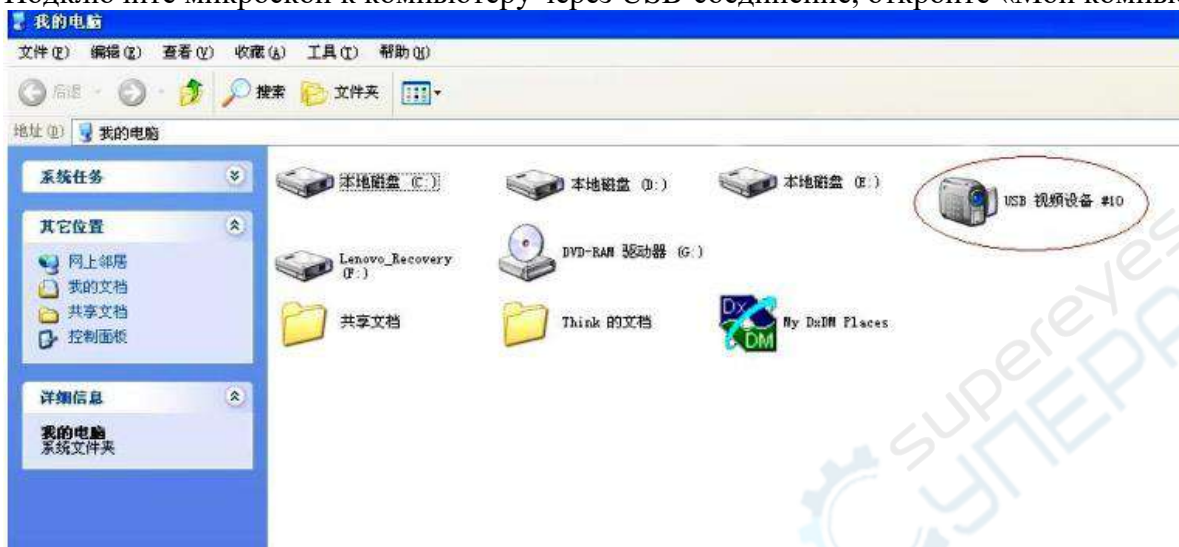 Подключите микроскоп к компьютеру через USB-соединение, откройте «Мой компью
我的电脑
文件(F) 编辑(E) 查看(V) 收藏(A) 工具(T) 帮助(H)
后退 搜索 文件夹
地址(D) 我的电脑
系统任务
其它位置
网上邻居
我的文档
共享文档
控制面板
详细信息
我的电脑
系统文件夹
本地磁盘 (C:) 本地磁盘 (D:) 本地磁盘 (E:) USB 视频设备 #10
Lenovo_Recovery
(F:)
DVD-RAM 驱动器 (G:)
共享文档 Think 的文档 My DxDM Places
Dx
DM
supereyes
СУПЕР